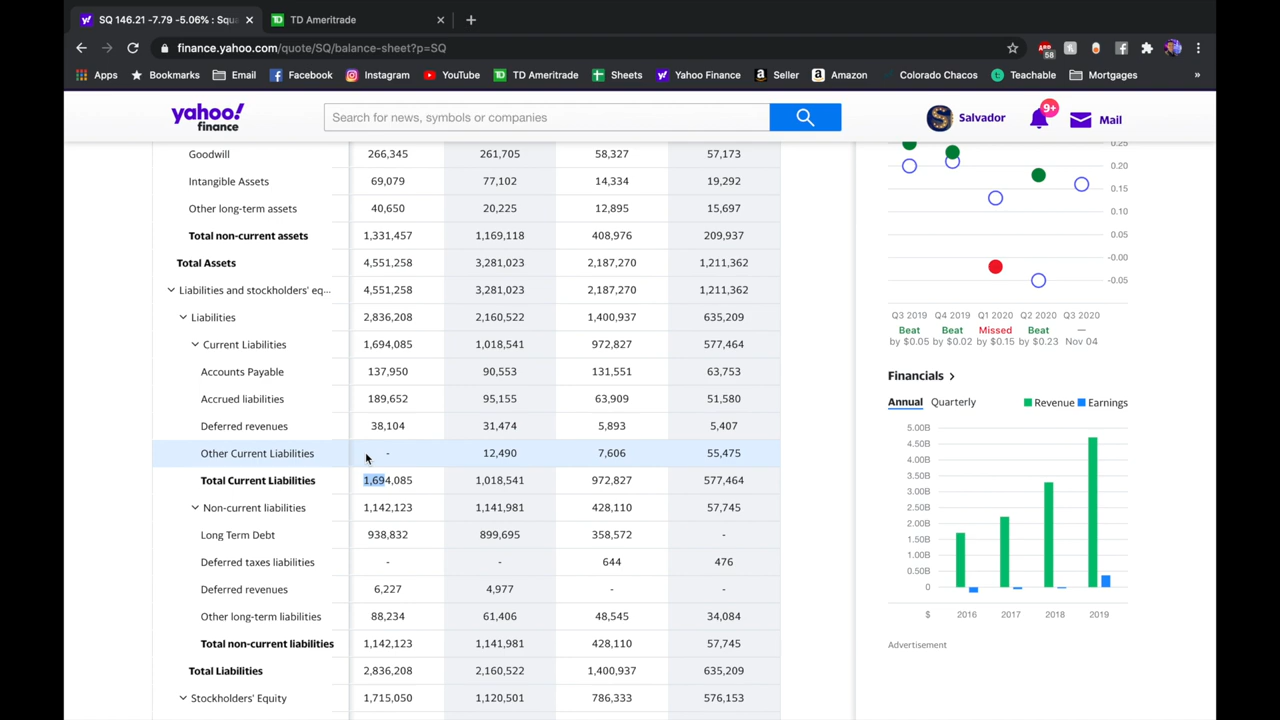 SQ 146.21 -7.79 -5.06% : Squa
TD Ameritrade
finance.yahoo.com/quote/SQ/balance-sheet?p=SQ
58
Apps Bookmarks Email Facebook Instagram YouTube TD Ameritrade Sheets Yahoo Finance Seller Amazon Colorado Chacos Teachable Mortgages »
yahoo!
finance
Search for news, symbols or companies
Salvador
9+
Mail
Goodwill 266,345 261,705 58,327 57,173
Intangible Assets 69,079 77,102 14,334 19,292
Other long-term assets 40,650 20,225 12,895 15,697
Total non-current assets 1,331,457 1,169,118 408,976 209,937
Total Assets 4,551,258 3,281,023 2,187,270 1,211,362
Liabilities and stockholders' eq... 4,551,258 3,281,023 2,187,270 1,211,362
Liabilities 2,836,208 2,160,522 1,400,937 635,209
Current Liabilities 1,694,085 1,018,541 972,827 577,464
Accounts Payable 137,950 90,553 131,551 63,753
Accrued liabilities 189,652 95,155 63,909 51,580
Deferred revenues 38,104 31,474 5,893 5,407
Other Current Liabilities - 12,490 7,606 55,475
Total Current Liabilities 1,694,085 1,018,541 972,827 577,464
Non-current liabilities 1,142,123 1,141,981 428,110 57,745
Long Term Debt 938,832 899,695 358,572 -
Deferred taxes liabilities - - 644 476
Deferred revenues 6,227 4,977 - -
Other long-term liabilities 88,234 61,406 48,545 34,084
Total non-current liabilities 1,142,123 1,141,981 428,110 57,745
Total Liabilities 2,836,208 2,160,522 1,400,937 635,209
Stockholders' Equity 1,715,050 1,120,501 786,333 576,153
0.25
0.20
0.15
0.10
0.05
-0.00
-0.05
Q3 2019 Q4 2019 Q1 2020 Q2 2020 Q3 2020
Beat Beat Missed Beat —
by $0.05 by $0.02 by $0.15 by $0.23 Nov 04
Financials >
Annual Quarterly Revenue Earnings
5.00B
4.50B
4.00B
3.50B
3.00B
2.50B
2.00B
1.50B
1.00B
0.50B
0
$ 2016 2017 2018 2019
Advertisement